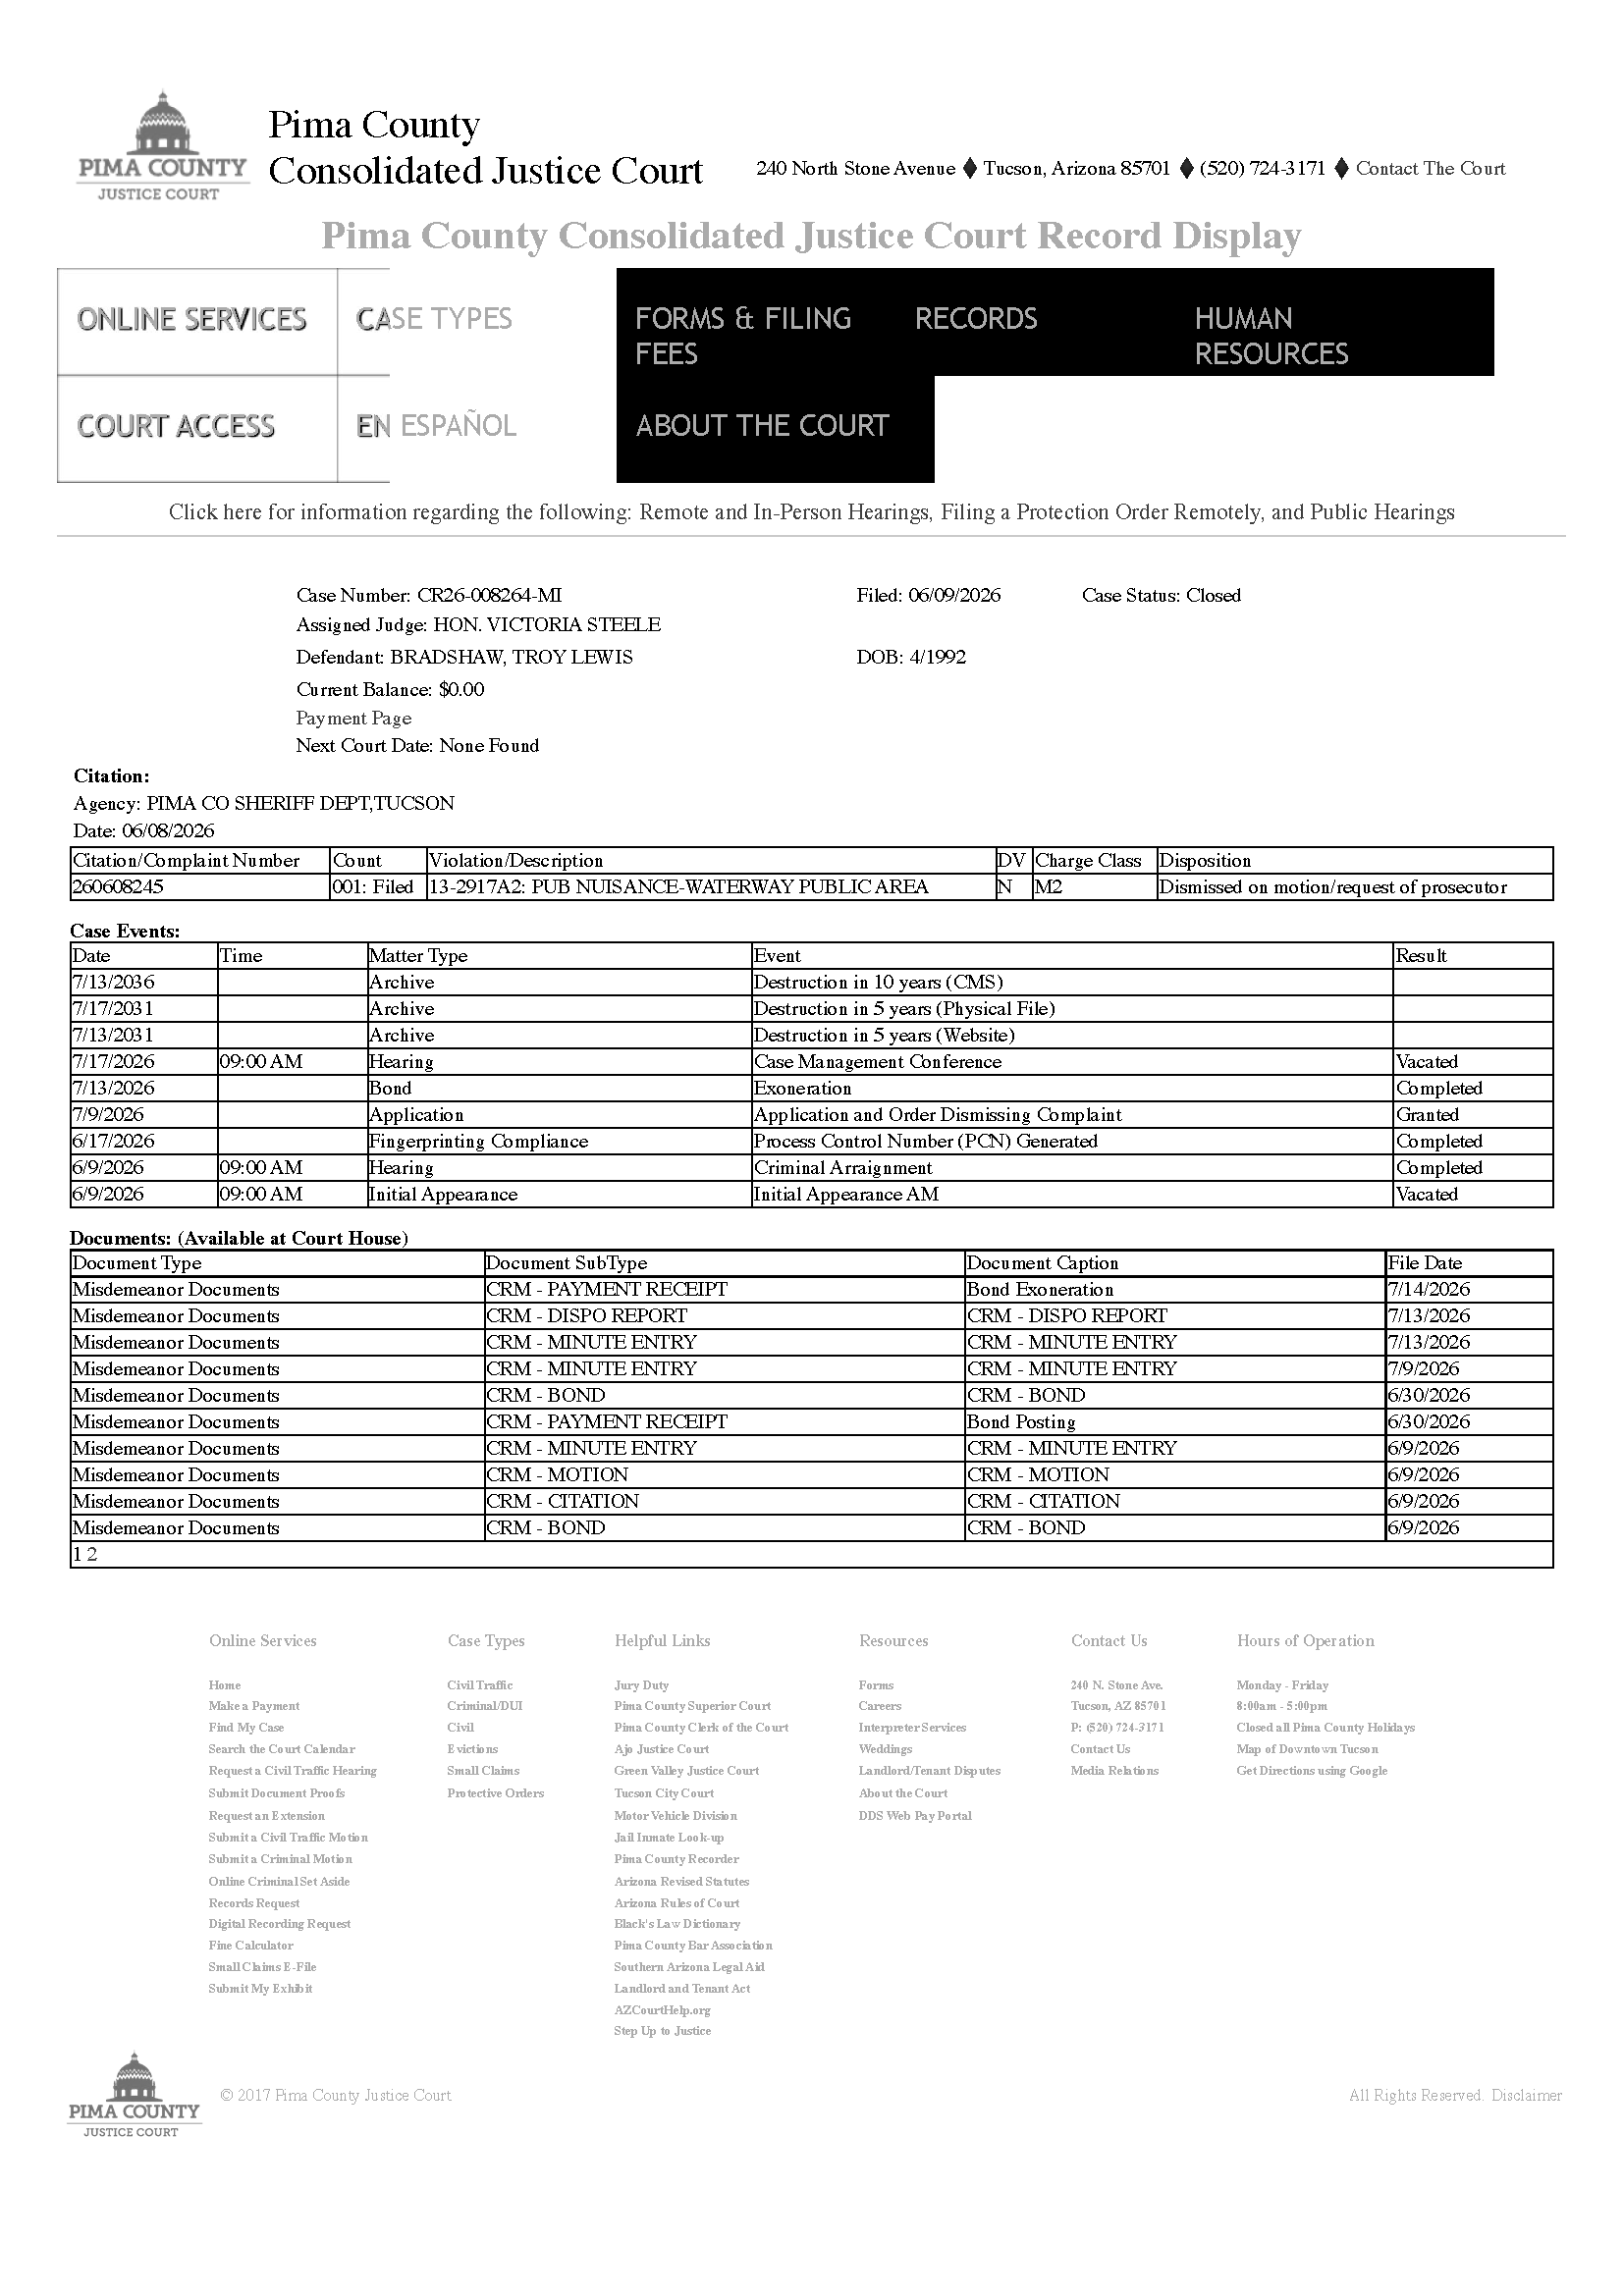 PIMA COUNTY
JUSTICE COURT
Pima County
Consolidated Justice Court
240 North Stone Avenue ♦ Tucson, Arizona 85701 ♦ (520) 724-3171 ♦ Contact The Court
Pima County Consolidated Justice Court Record Display
ONLINE SERVICES CASE TYPES FORMS & FILING FEES RECORDS HUMAN RESOURCES
COURT ACCESS EN ESPAÑOL ABOUT THE COURT
Click here for information regarding the following: Remote and In-Person Hearings, Filing a Protection Order Remotely, and Public Hearings
Case Number: CR26-008264-MI Filed: 06/09/2026 Case Status: Closed
Assigned Judge: HON. VICTORIA STEELE
Defendant: BRADSHAW, TROY LEWIS DOB: 4/1992
Current Balance: $0.00
Payment Page
Next Court Date: None Found
Citation:
Agency: PIMA CO SHERIFF DEPT,TUCSON
Date: 06/08/2026
Citation/Complaint Number Count Violation/Description DV Charge Class Disposition
260608245 001: Filed 13-2917A2: PUB NUISANCE-WATERWAY PUBLIC AREA N M2 Dismissed on motion/request of prosecutor
Case Events:
Date Time Matter Type Event Result
7/13/2036 Archive Destruction in 10 years (CMS)
7/17/2031 Archive Destruction in 5 years (Physical File)
7/13/2031 Archive Destruction in 5 years (Website)
7/17/2026 09:00 AM Hearing Case Management Conference Vacated
7/13/2026 Bond Exoneration Completed
7/9/2026 Application Application and Order Dismissing Complaint Granted
6/17/2026 Fingerprinting Compliance Process Control Number (PCN) Generated Completed
6/9/2026 09:00 AM Hearing Criminal Arraignment Completed
6/9/2026 09:00 AM Initial Appearance Initial Appearance AM Vacated
Documents: (Available at Court House)
Document Type Document SubType Document Caption File Date
Misdemeanor Documents CRM - PAYMENT RECEIPT Bond Exoneration 7/14/2026
Misdemeanor Documents CRM - DISPO REPORT CRM - DISPO REPORT 7/13/2026
Misdemeanor Documents CRM - MINUTE ENTRY CRM - MINUTE ENTRY 7/13/2026
Misdemeanor Documents CRM - MINUTE ENTRY CRM - MINUTE ENTRY 7/9/2026
Misdemeanor Documents CRM - BOND CRM - BOND 6/30/2026
Misdemeanor Documents CRM - PAYMENT RECEIPT Bond Posting 6/30/2026
Misdemeanor Documents CRM - MINUTE ENTRY CRM - MINUTE ENTRY 6/9/2026
Misdemeanor Documents CRM - MOTION CRM - MOTION 6/9/2026
Misdemeanor Documents CRM - CITATION CRM - CITATION 6/9/2026
Misdemeanor Documents CRM - BOND CRM - BOND 6/9/2026
1 2
Online Services
Home
Make a Payment
Find My Case
Search the Court Calendar
Request a Civil Traffic Hearing
Submit Document Proofs
Request an Extension
Submit a Civil Traffic Motion
Submit a Criminal Motion
Online Criminal Set Aside
Records Request
Digital Recording Request
Fine Calculator
Small Claims E-File
Submit My Exhibit
Case Types
Civil Traffic
Criminal/DUI
Civil
Evictions
Small Claims
Protective Orders
Helpful Links
Jury Duty
Pima County Superior Court
Pima County Clerk of the Court
Ajo Justice Court
Green Valley Justice Court
Tucson City Court
Motor Vehicle Division
Jail Inmate Look-up
Pima County Recorder
Arizona Revised Statutes
Arizona Rules of Court
Black's Law Dictionary
Pima County Bar Association
Southern Arizona Legal Aid
Landlord and Tenant Act
AZCourtHelp.org
Step Up to Justice
Resources
Forms
Careers
Interpreter Services
Weddings
Landlord/Tenant Disputes
About the Court
DDS Web Pay Portal
Contact Us
240 N. Stone Ave.
Tucson, AZ 85701
P: (520) 724-3171
Contact Us
Media Relations
Hours of Operation
Monday - Friday
8:00am - 5:00pm
Closed all Pima County Holidays
Map of Downtown Tucson
Get Directions using Google
PIMA COUNTY
JUSTICE COURT
© 2017 Pima County Justice Court
All Rights Reserved. Disclaimer